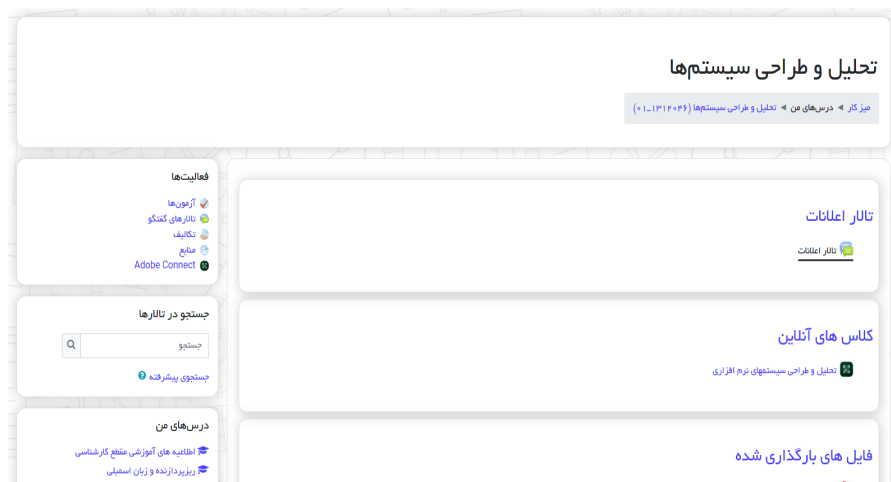 تحلیل و طراحی سیستم‌ها
میز کار ◄ درس‌های من ◄ تحلیل و طراحی سیستم‌ها (۱۳۱۲۰۴۶_۰۱)
تالار اعلانات
تالار اعلانات
کلاس های آنلاین
تحلیل و طراحی سیستمهای نرم افزاری
فایل های بارگذاری شده
فعالیت‌ها
آزمون‌ها
تالارهای گفتگو
تکالیف
منابع
Adobe Connect
جستجو در تالارها
جستجو
جستجوی پیشرفته
درس‌های من
اطلاعیه های آموزشی مقطع کارشناسی
ریزپردازنده و زبان اسمبلی